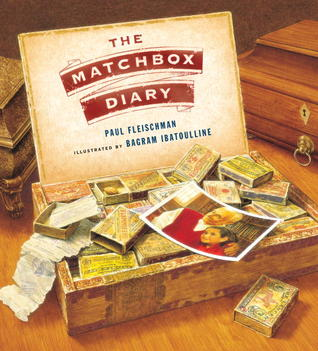 THE
MATCHBOX
DIARY
PAUL FLEISCHMAN
ILLUSTRATED BY BAGRAM IBATOULLINE